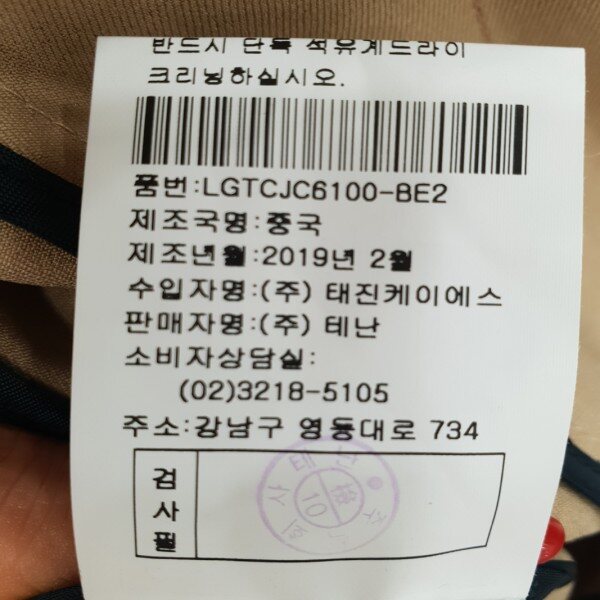 반드시 단독 석유계드라이
크리닝하십시오.
품번:LGTCJC6100-BE2
제조국명:중국
제조년월:2019년 2월
수입자명:(주) 태진케이에스
판매자명:(주) 테난
소비자상담실:
(02)3218-5105
주소:강남구 영동대로 734
검
사
필
테난
10